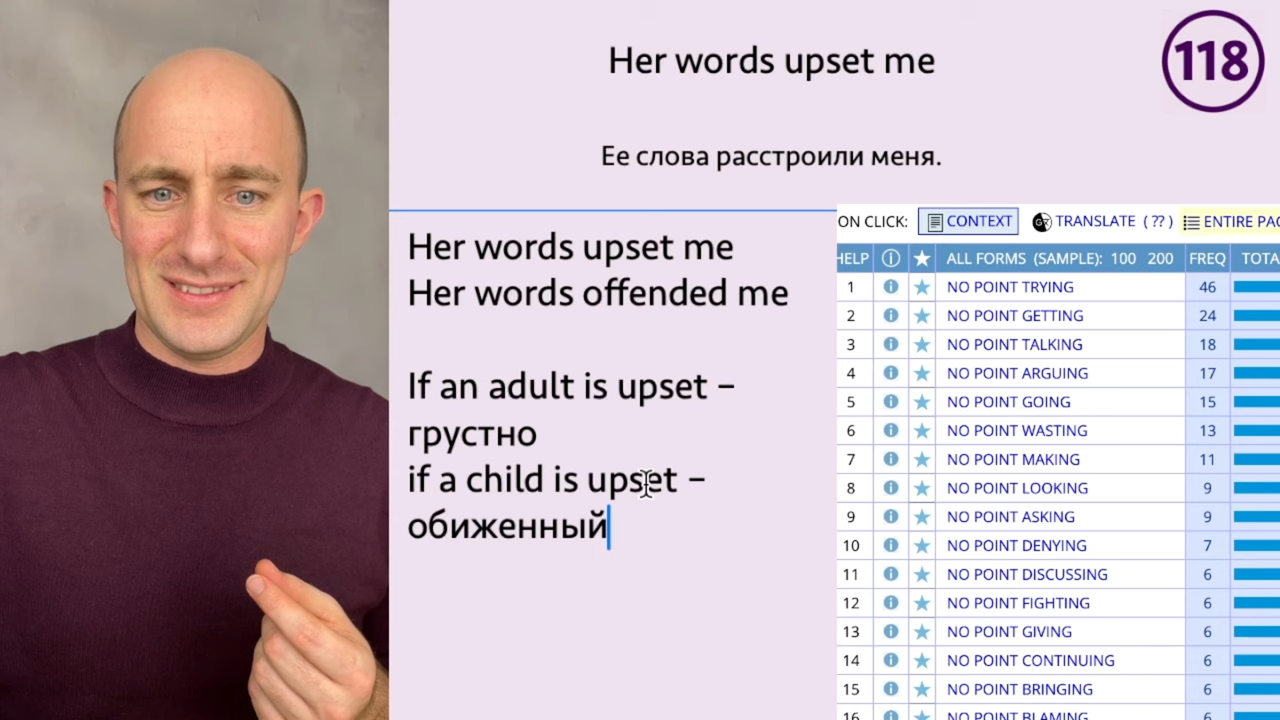 Her words upset me
118
Ее слова расстроили меня.
Her words upset me
Her words offended me
If an adult is upset –
грустно
if a child is upset –
обиженный
ON CLICK: CONTEXT TRANSLATE (??) ENTIRE PAG
HELP ALL FORMS (SAMPLE): 100 200 FREQ TOTA
1 NO POINT TRYING 46
2 NO POINT GETTING 24
3 NO POINT TALKING 18
4 NO POINT ARGUING 17
5 NO POINT GOING 15
6 NO POINT WASTING 13
7 NO POINT MAKING 11
8 NO POINT LOOKING 9
9 NO POINT ASKING 9
10 NO POINT DENYING 7
11 NO POINT DISCUSSING 6
12 NO POINT FIGHTING 6
13 NO POINT GIVING 6
14 NO POINT CONTINUING 6
15 NO POINT BRINGING 6
16 NO POINT BLAMING 6